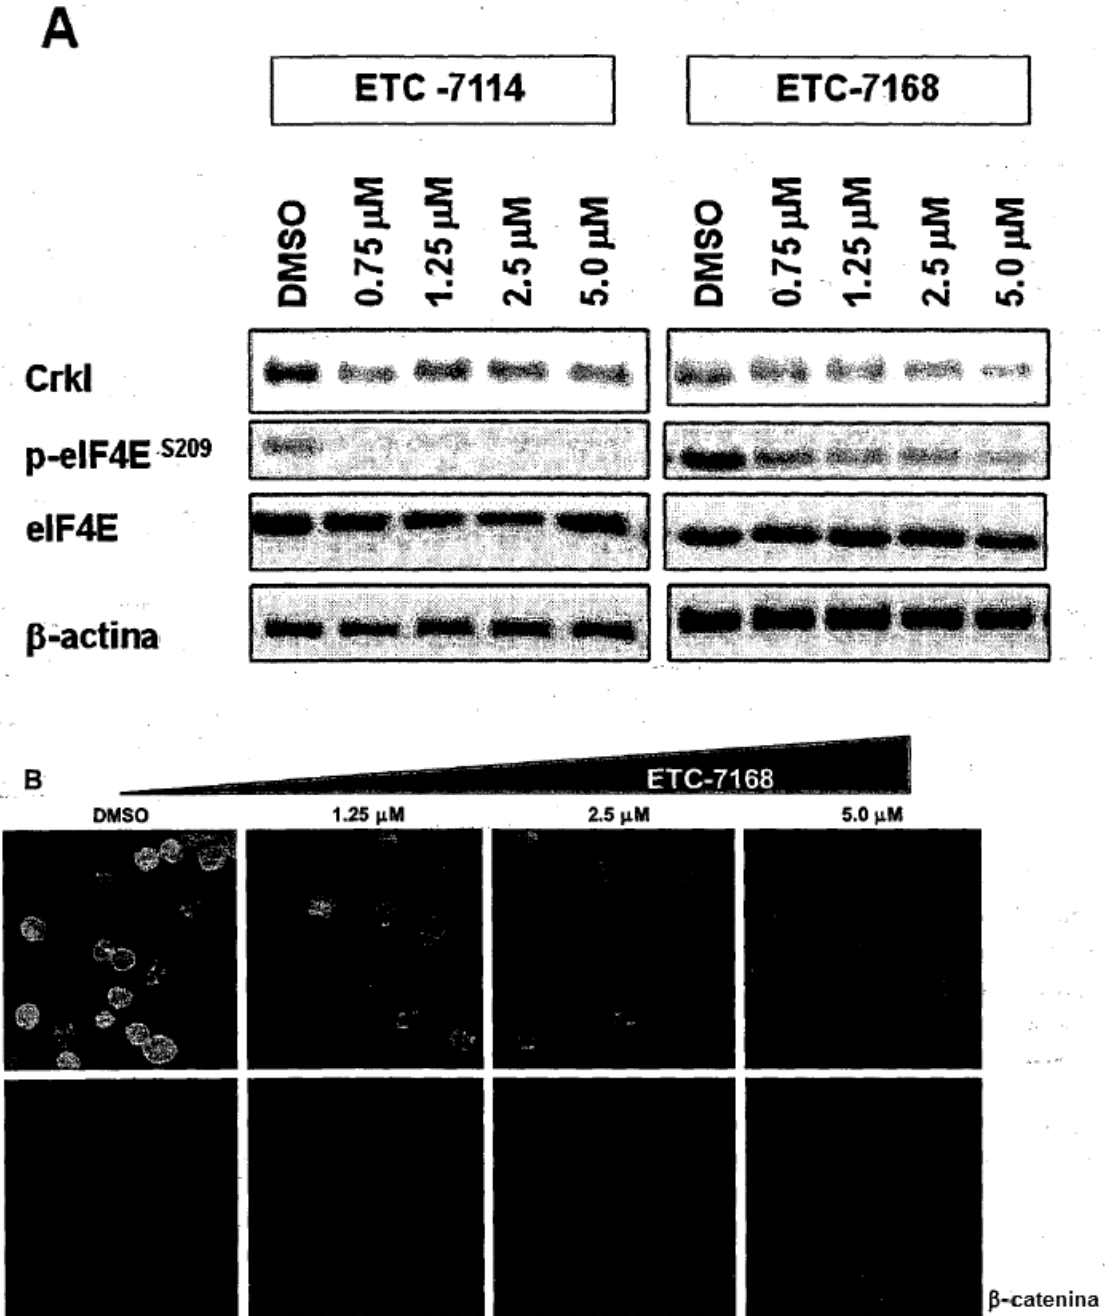 A
ETC -7114 ETC-7168
DMSO 0.75 µM 1.25 µM 2.5 µM 5.0 µM DMSO 0.75 µM 1.25 µM 2.5 µM 5.0 µM
CrkI
p-eIF4E S209
eIF4E
β-actina
B
ETC-7168
DMSO 1.25 µM 2.5 µM 5.0 µM
β-catenina